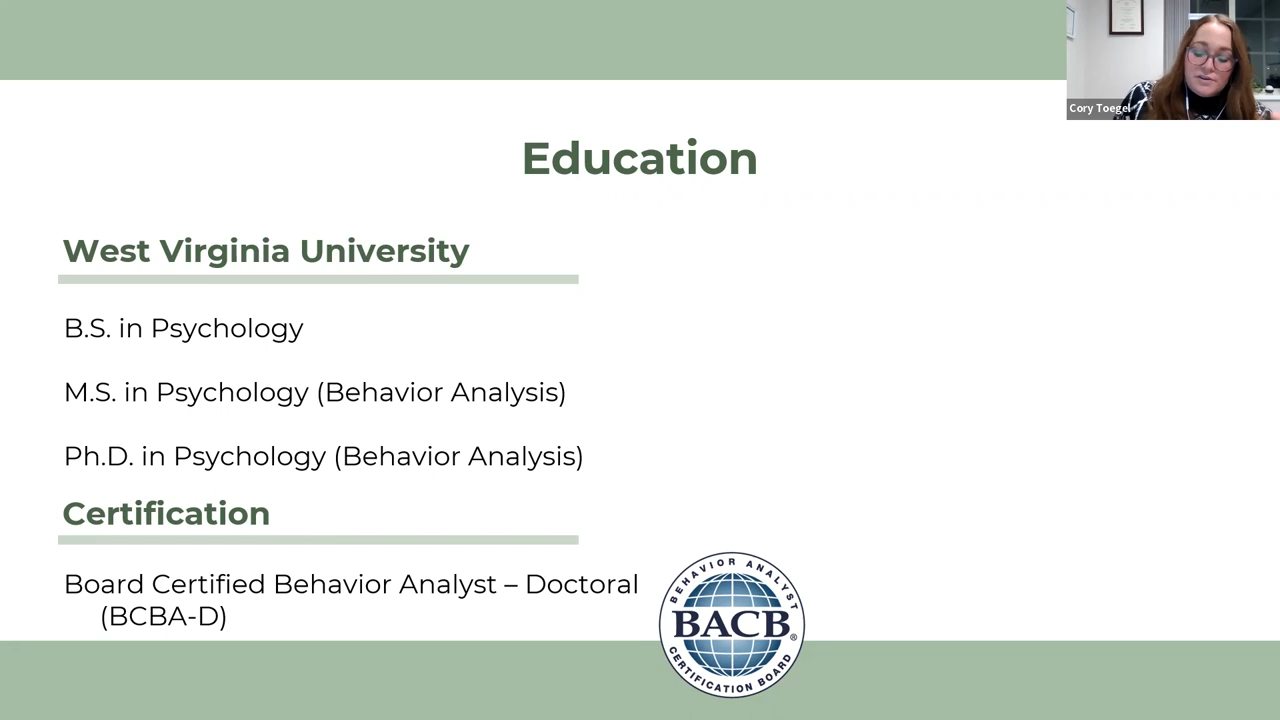 Cory Toegel
Education
West Virginia University
B.S. in Psychology
M.S. in Psychology (Behavior Analysis)
Ph.D. in Psychology (Behavior Analysis)
Certification
Board Certified Behavior Analyst – Doctoral
(BCBA-D)
BEHAVIOR ANALYST
BACB®
CERTIFICATION BOARD